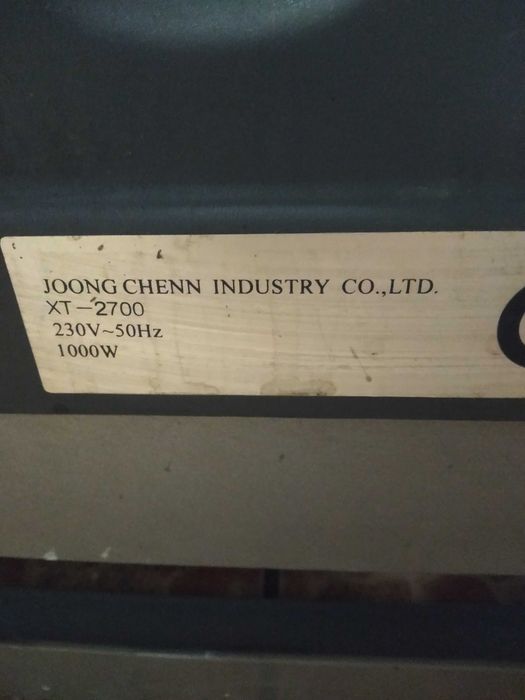 JOONG CHENN INDUSTRY CO.,LTD.
XT-2700
230V~50Hz
1000W